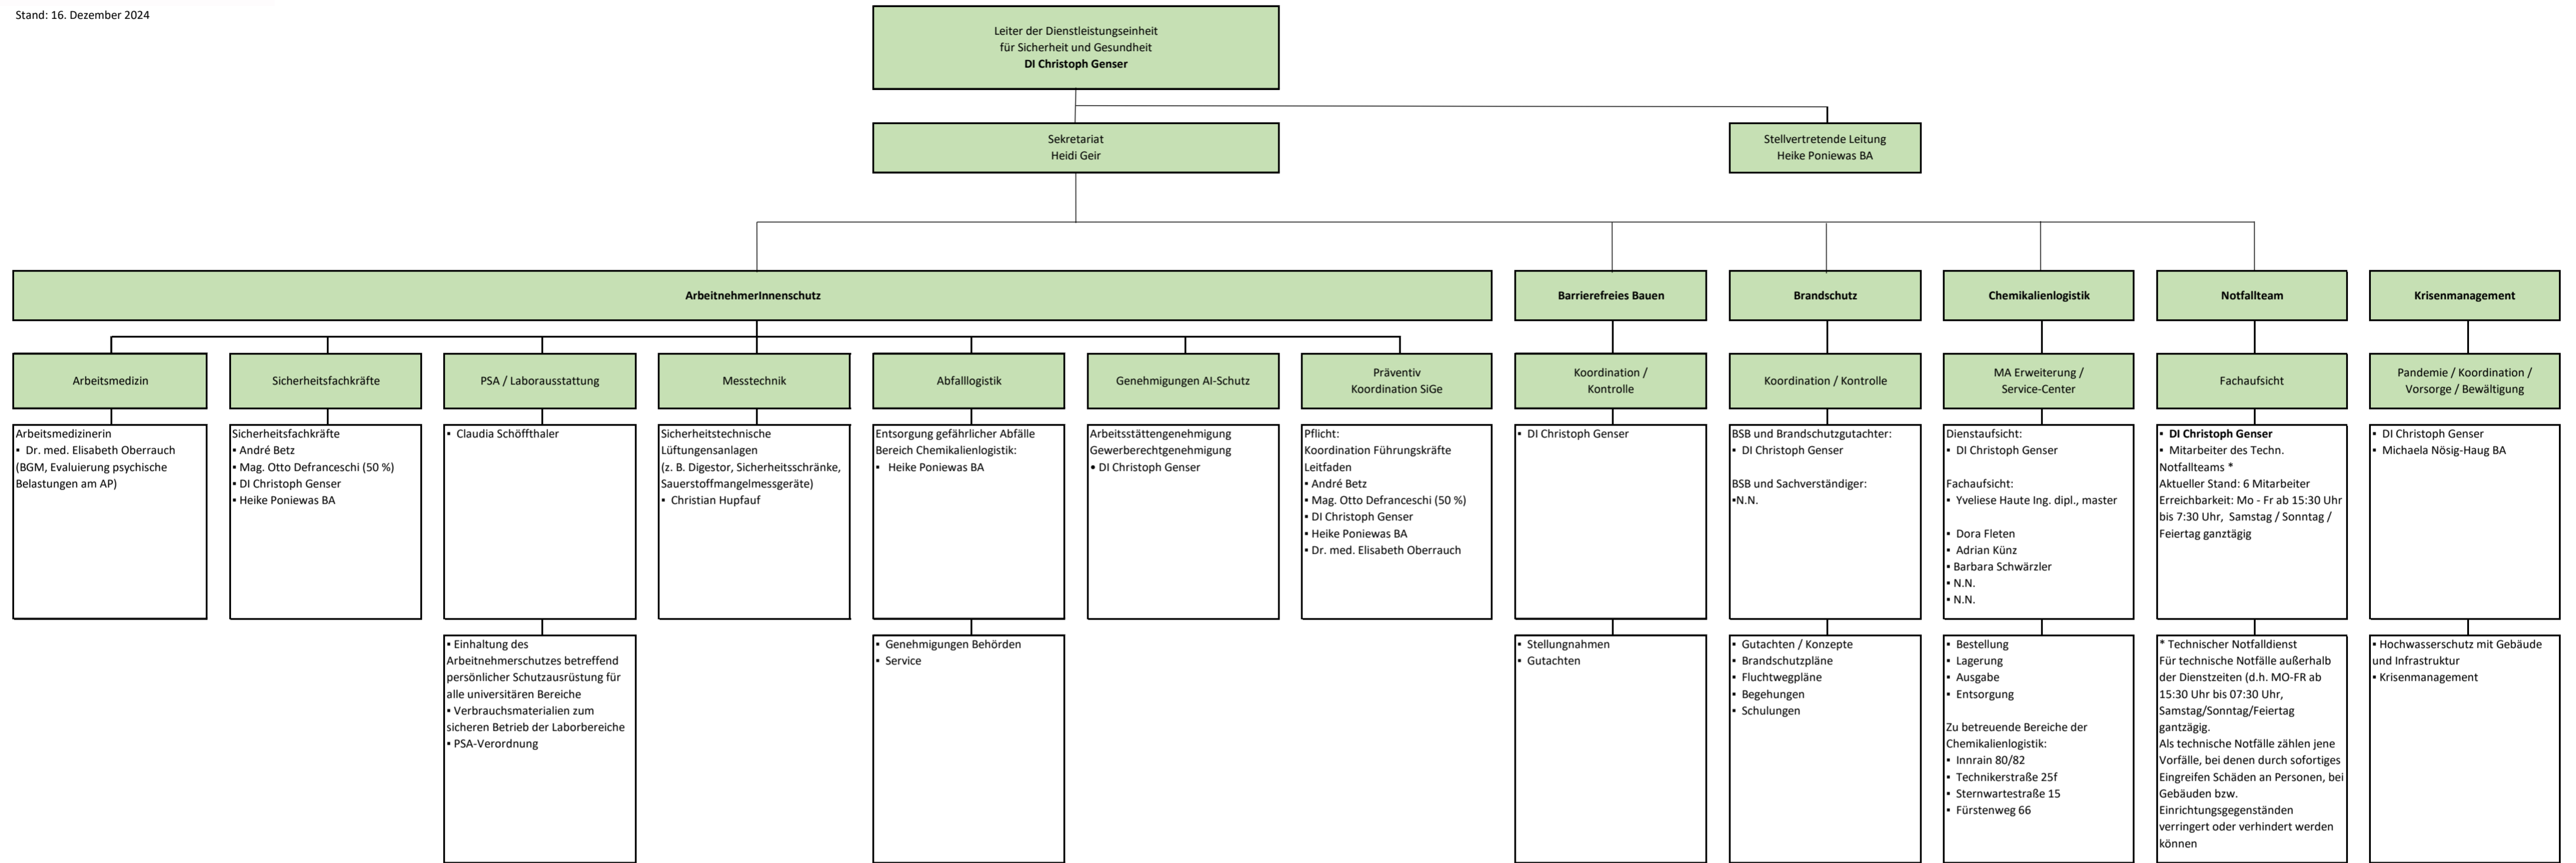 Stand: 16. Dezember 2024
Leiter der Dienstleistungseinheit
für Sicherheit und Gesundheit
DI Christoph Genser
Sekretariat
Heidi Geir
Stellvertretende Leitung
Heike Poniewas BA
ArbeitnehmerInnenschutz
Barrierefreies Bauen
Brandschutz
Chemikalienlogistik
Notfallteam
Krisenmanagement
Arbeitsmedizin
Sicherheitsfachkräfte
PSA / Laborausstattung
Messtechnik
Abfalllogistik
Genehmigungen AI-Schutz
Präventiv
Koordination SiGe
Koordination /
Kontrolle
Koordination / Kontrolle
MA Erweiterung /
Service-Center
Fachaufsicht
Pandemie / Koordination /
Vorsorge / Bewältigung
Arbeitsmedizinerin
▪ Dr. med. Elisabeth Oberrauch
(BGM, Evaluierung psychische
Belastungen am AP)
Sicherheitsfachkräfte
▪ André Betz
▪ Mag. Otto Defranceschi (50 %)
▪ DI Christoph Genser
▪ Heike Poniewas BA
▪ Claudia Schöffthaler
Sicherheitstechnische
Lüftungensanlagen
(z. B. Digestor, Sicherheitsschränke,
Sauerstoffmangelmessgeräte)
▪ Christian Hupfauf
Entsorgung gefährlicher Abfälle
Bereich Chemikalienlogistik:
▪ Heike Poniewas BA
Arbeitsstättengenehmigung
Gewerberechtgenehmigung
• DI Christoph Genser
Pflicht:
Koordination Führungskräfte
Leitfaden
▪ André Betz
▪ Mag. Otto Defranceschi (50 %)
▪ DI Christoph Genser
▪ Heike Poniewas BA
▪ Dr. med. Elisabeth Oberrauch
▪ DI Christoph Genser
BSB und Brandschutzgutachter:
▪ DI Christoph Genser
BSB und Sachverständiger:
▪N.N.
Dienstaufsicht:
▪ DI Christoph Genser
Fachaufsicht:
▪ Yveliese Haute Ing. dipl., master
▪ Dora Fleten
▪ Adrian Künz
▪ Barbara Schwärzler
▪ N.N.
▪ N.N.
▪ DI Christoph Genser
▪ Mitarbeiter des Techn.
Notfallteams *
Aktueller Stand: 6 Mitarbeiter
Erreichbarkeit: Mo - Fr ab 15:30 Uhr
bis 7:30 Uhr, Samstag / Sonntag /
Feiertag ganztägig
▪ DI Christoph Genser
▪ Michaela Nösig-Haug BA
▪ Einhaltung des
Arbeitnehmerschutzes betreffend
persönlicher Schutzausrüstung für
alle universitären Bereiche
▪ Verbrauchsmaterialien zum
sicheren Betrieb der Laborbereiche
▪ PSA-Verordnung
▪ Genehmigungen Behörden
▪ Service
▪ Stellungnahmen
▪ Gutachten
▪ Gutachten / Konzepte
▪ Brandschutzpläne
▪ Fluchtwegpläne
▪ Begehungen
▪ Schulungen
▪ Bestellung
▪ Lagerung
▪ Ausgabe
▪ Entsorgung
Zu betreuende Bereiche der
Chemikalienlogistik:
▪ Innrain 80/82
▪ Technikerstraße 25f
▪ Sternwartestraße 15
▪ Fürstenweg 66
* Technischer Notfalldienst
Für technische Notfälle außerhalb
der Dienstzeiten (d.h. MO-FR ab
15:30 Uhr bis 07:30 Uhr,
Samstag/Sonntag/Feiertag
gantzägig.
Als technische Notfälle zählen jene
Vorfälle, bei denen durch sofortiges
Eingreifen Schäden an Personen, bei
Gebäuden bzw.
Einrichtungsgegenständen
verringert oder verhindert werden
können
▪ Hochwasserschutz mit Gebäude
und Infrastruktur
▪ Krisenmanagement